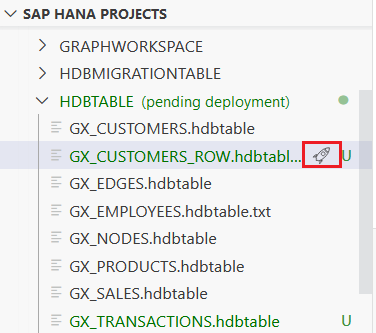 SAP HANA PROJECTS
GRAPHWORKSPACE
HDBMIGRATIONTABLE
HDBTABLE (pending deployment)
GX_CUSTOMERS.hdbtable
GX_CUSTOMERS_ROW.hdbtabl... U
GX_EDGES.hdbtable
GX_EMPLOYEES.hdbtable.txt
GX_NODES.hdbtable
GX_PRODUCTS.hdbtable
GX_SALES.hdbtable
GX_TRANSACTIONS.hdbtable U